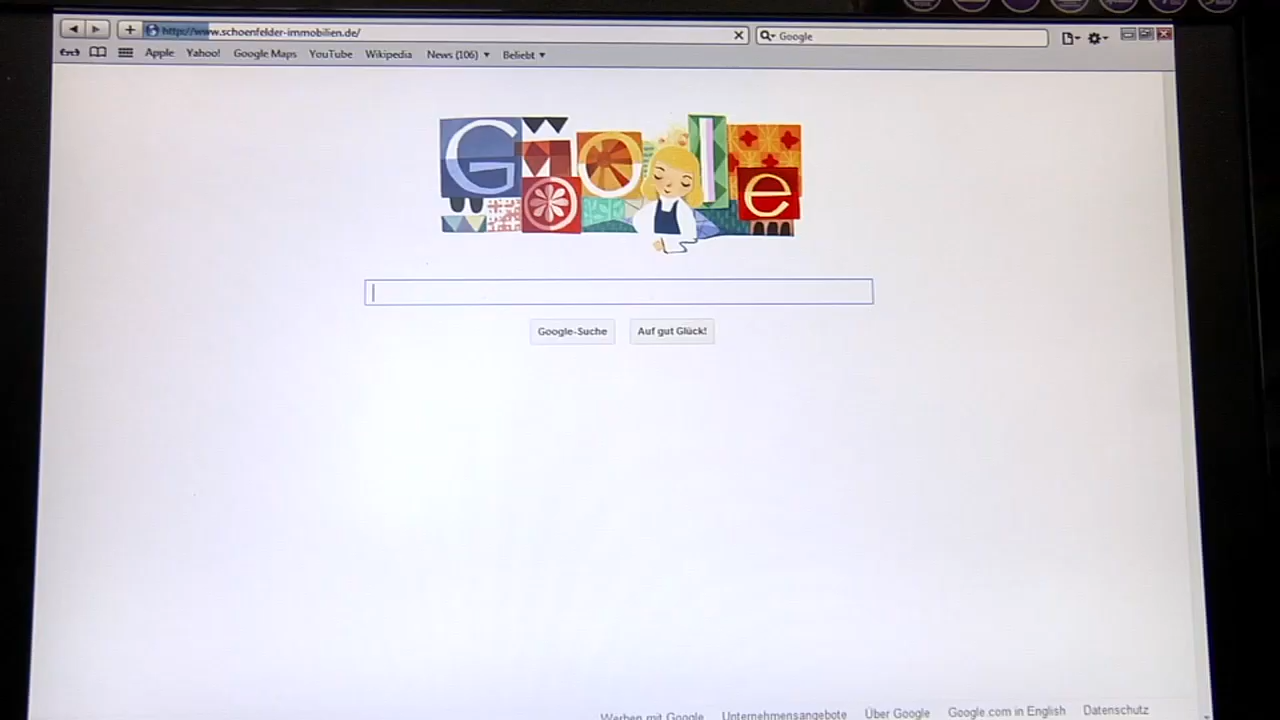 http://www.schoenfelder-immobilien.de/
Google
Apple Yahoo! Google Maps YouTube Wikipedia News (106) Beliebt
Google
Google-Suche Auf gut Glück!
Werben mit Google Unternehmensangebote Über Google Google.com in English Datenschutz